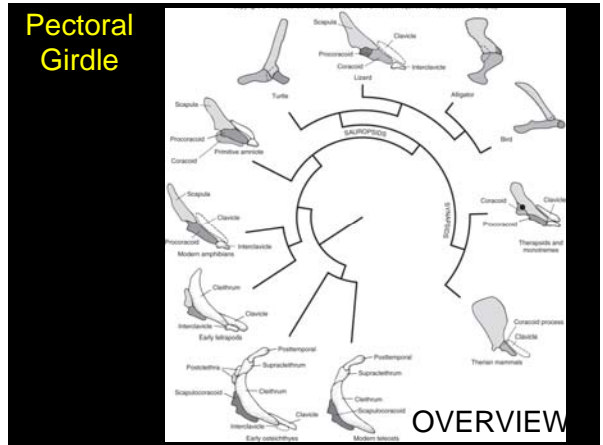 Pectoral
Girdle
Scapula
Clavicle
Procoracoid
Coracoid
Interclavicle
Lizard
Turtle
Alligator
Bird
Scapula
Procoracoid
Coracoid
Primitive amniote
SAUROPSIDS
SYNAPSIDS
Scapula
Clavicle
Procoracoid
Interclavicle
Modern amphibians
Coracoid
Clavicle
Procoracoid
Therapsids and
monotremes
Cleithrum
Clavicle
Interclavicle
Early tetrapods
Coracoid process
Clavicle
Therian mammals
Posttemporal
Postcleithra
Supracleithrum
Cleithrum
Scapulocoracoid
Clavicle
Interclavicle
Early osteichthyes
Posttemporal
Supracleithrum
Cleithrum
Scapulocoracoid
Modern teleosts
OVERVIEW